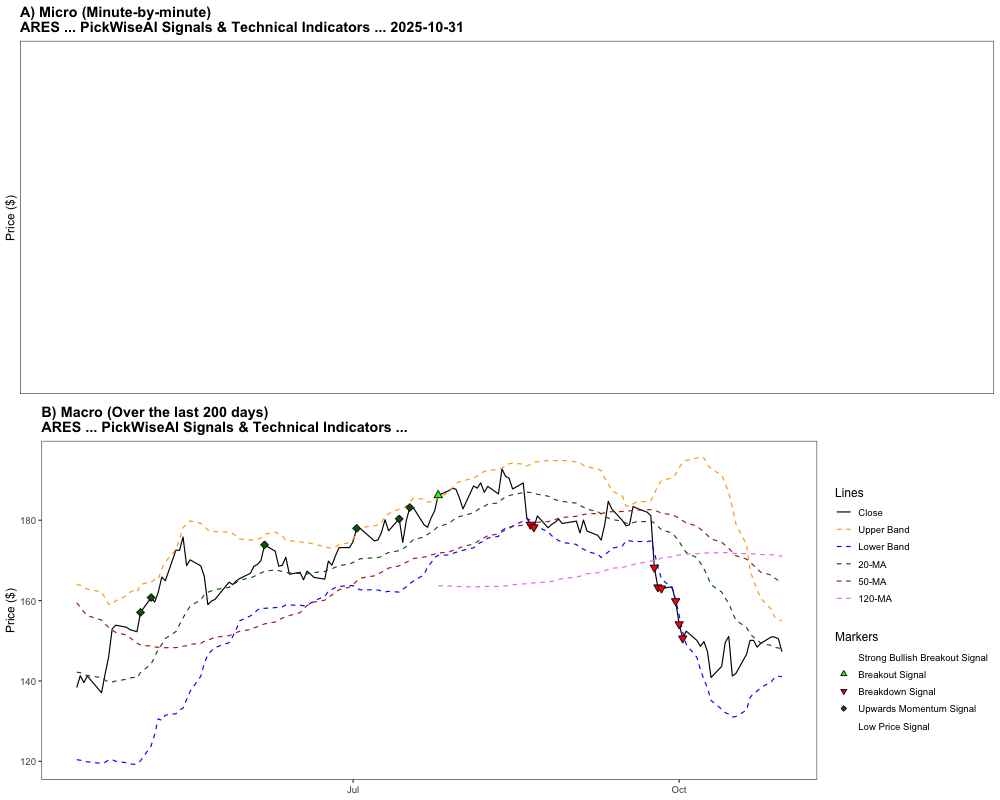 A) Micro (Minute-by-minute)
ARES ... PickWiseAI Signals & Technical Indicators ... 2025-10-31
Price ($)
B) Macro (Over the last 200 days)
ARES ... PickWiseAI Signals & Technical Indicators ...
Price ($)
180
160
140
120
Jul
Oct
Lines
Close
Upper Band
Lower Band
20-MA
50-MA
120-MA
Markers
Strong Bullish Breakout Signal
Breakout Signal
Breakdown Signal
Upwards Momentum Signal
Low Price Signal